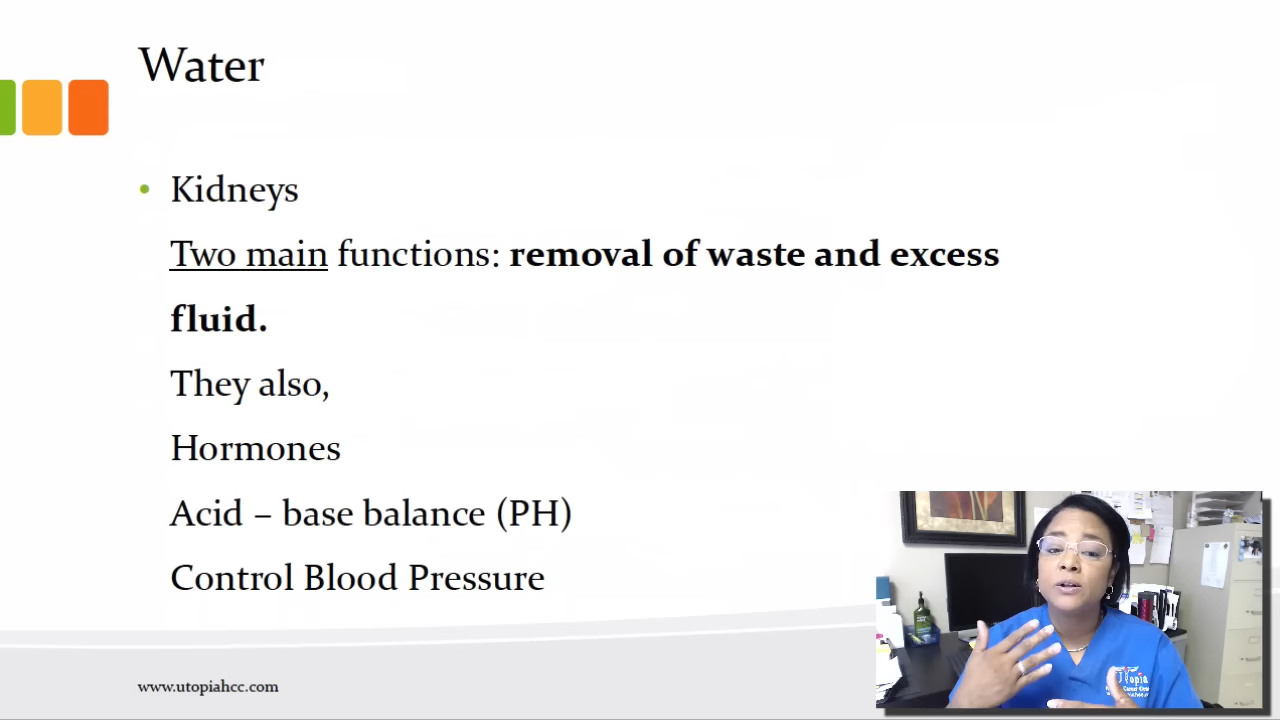 Water
• Kidneys
Two main functions: removal of waste and excess
fluid.
They also,
Hormones
Acid – base balance (PH)
Control Blood Pressure
www.utopiahcc.com
Utopia